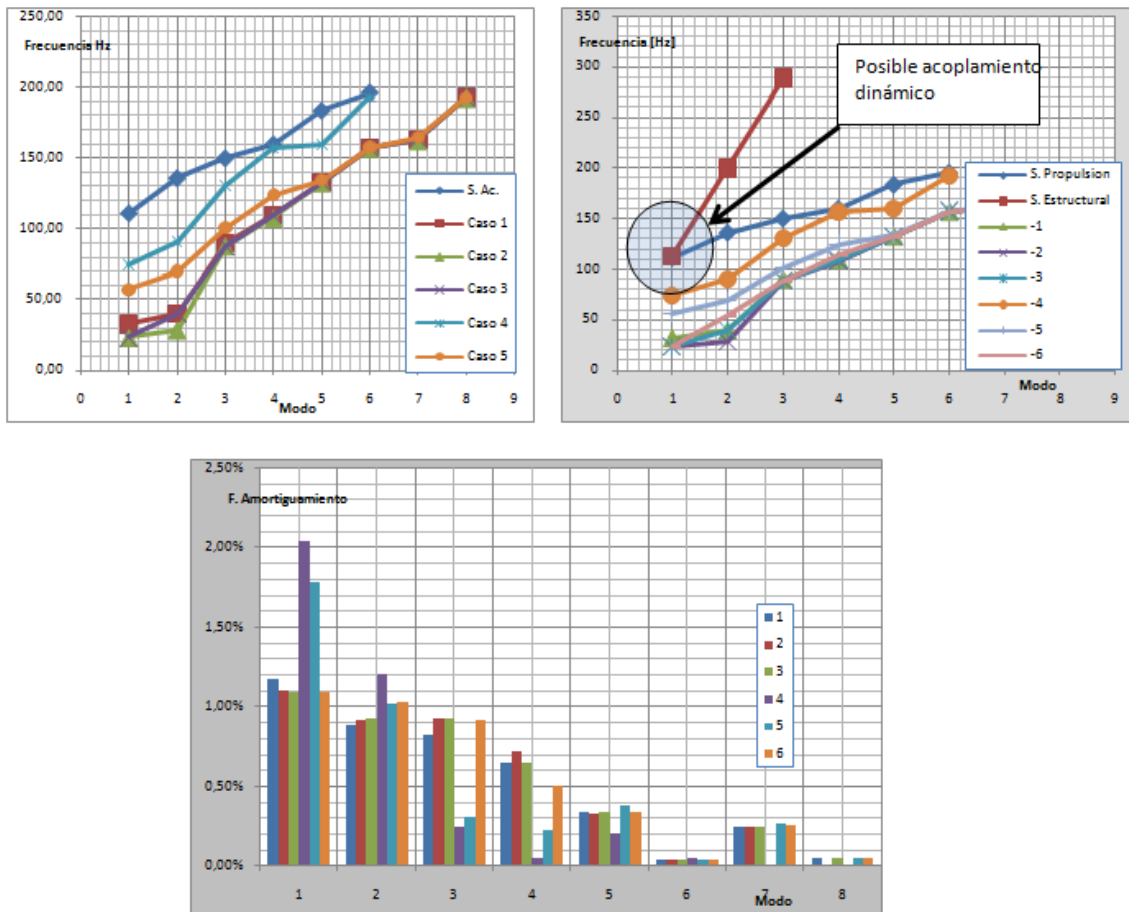 250,00
Frecuencia Hz
200,00
150,00
100,00
50,00
0,00
0 1 2 3 4 5 6 7 8 9
Modo
S. Ac.
Caso 1
Caso 2
Caso 3
Caso 4
Caso 5
350
Frecuencia [Hz]
300
250
200
150
100
50
0
0 1 2 3 4 5 6 7 8 9
Modo
Posible acoplamiento
dinámico
S. Propulsion
S. Estructural
-1
-2
-3
-4
-5
-6
2,50%
F. Amortiguamiento
2,00%
1,50%
1,00%
0,50%
0,00%
1 2 3 4 5 6 7 8
Modo
1
2
3
4
5
6